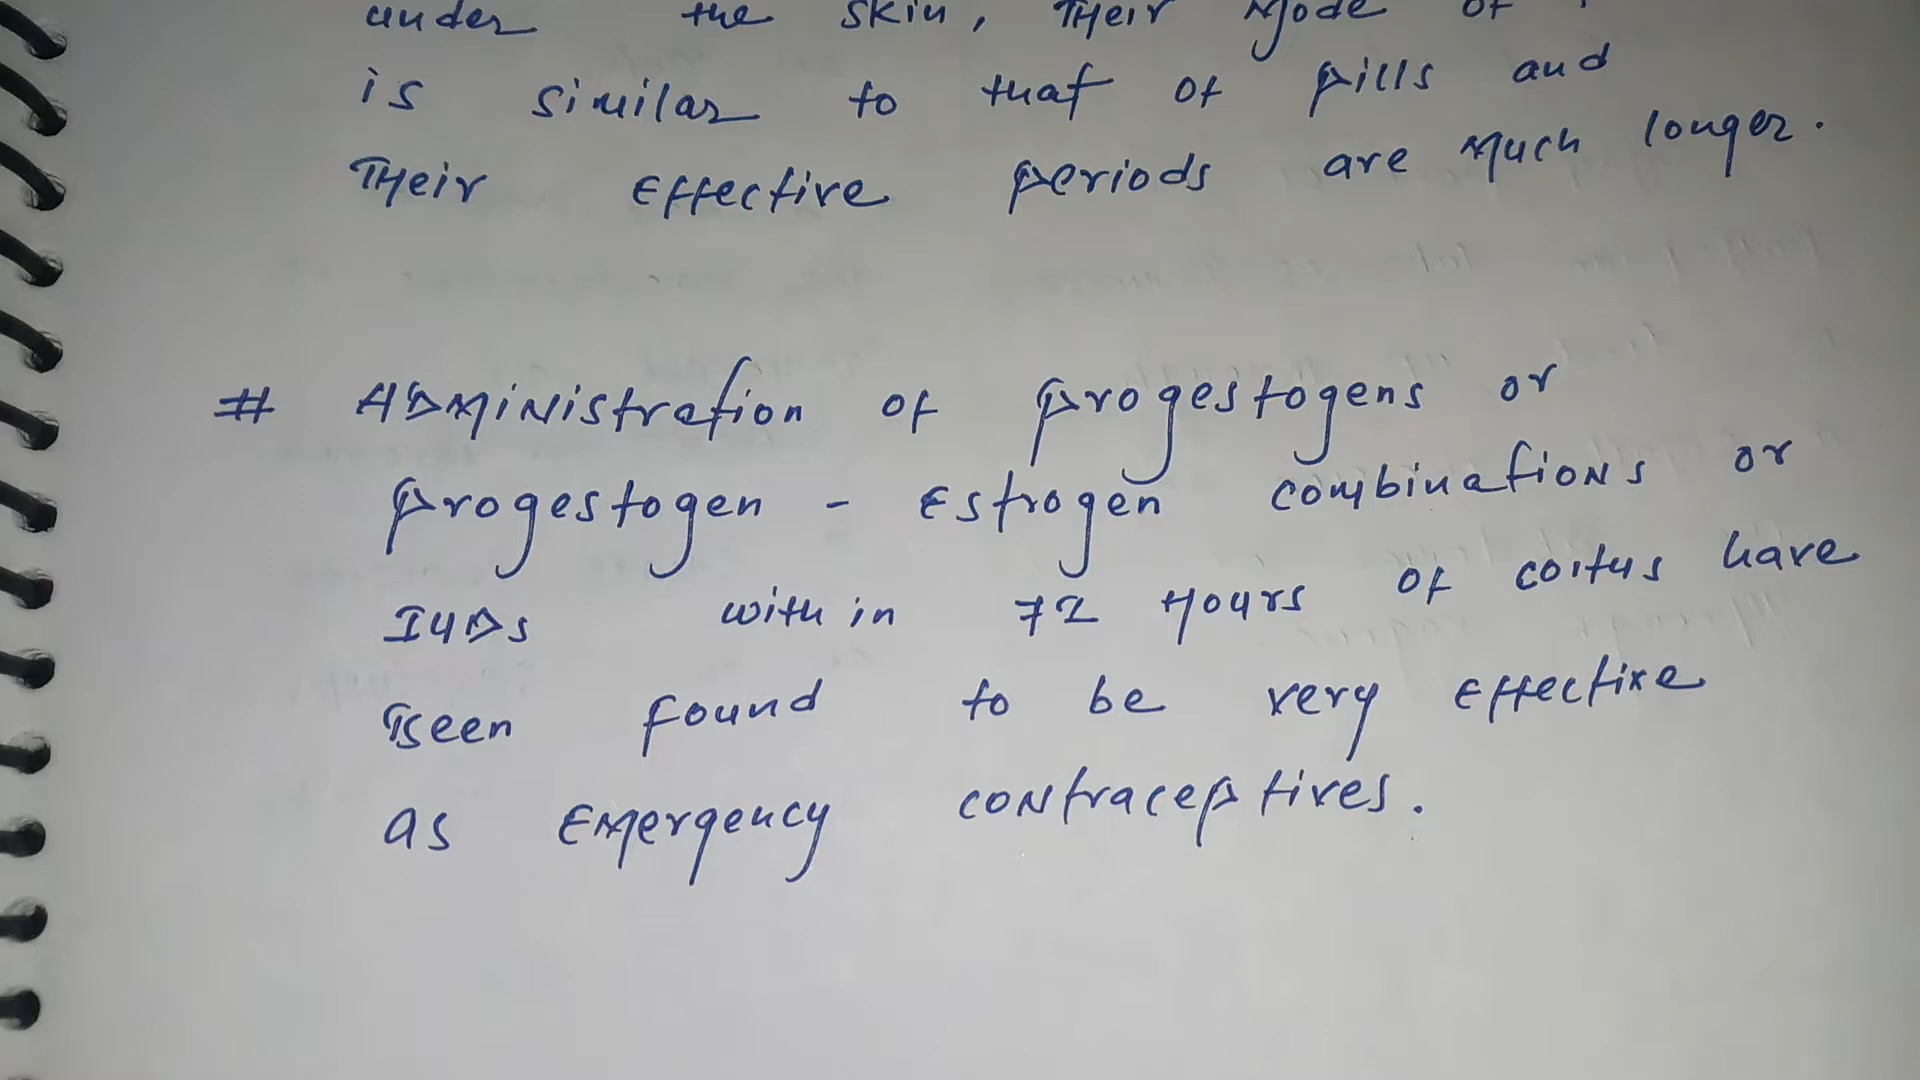 under the skin, Their Mode of
is similar to that of pills and
Their Effective periods are Much longer.
# ADMiNistration of progestogens or
progestogen - Estrogen combinations or
IUDs with in 72 Hours of coitus have
Been found to be very Effective
as Emergency contraceptives.